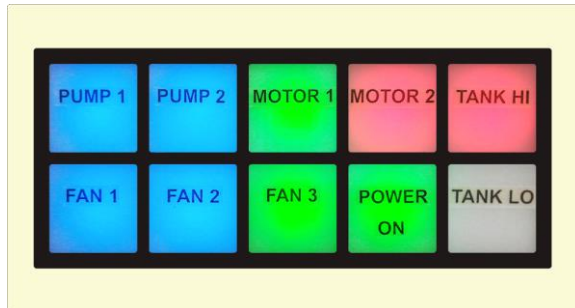 PUMP 1
PUMP 2
MOTOR 1
MOTOR 2
TANK HI
FAN 1
FAN 2
FAN 3
POWER
ON
TANK LO